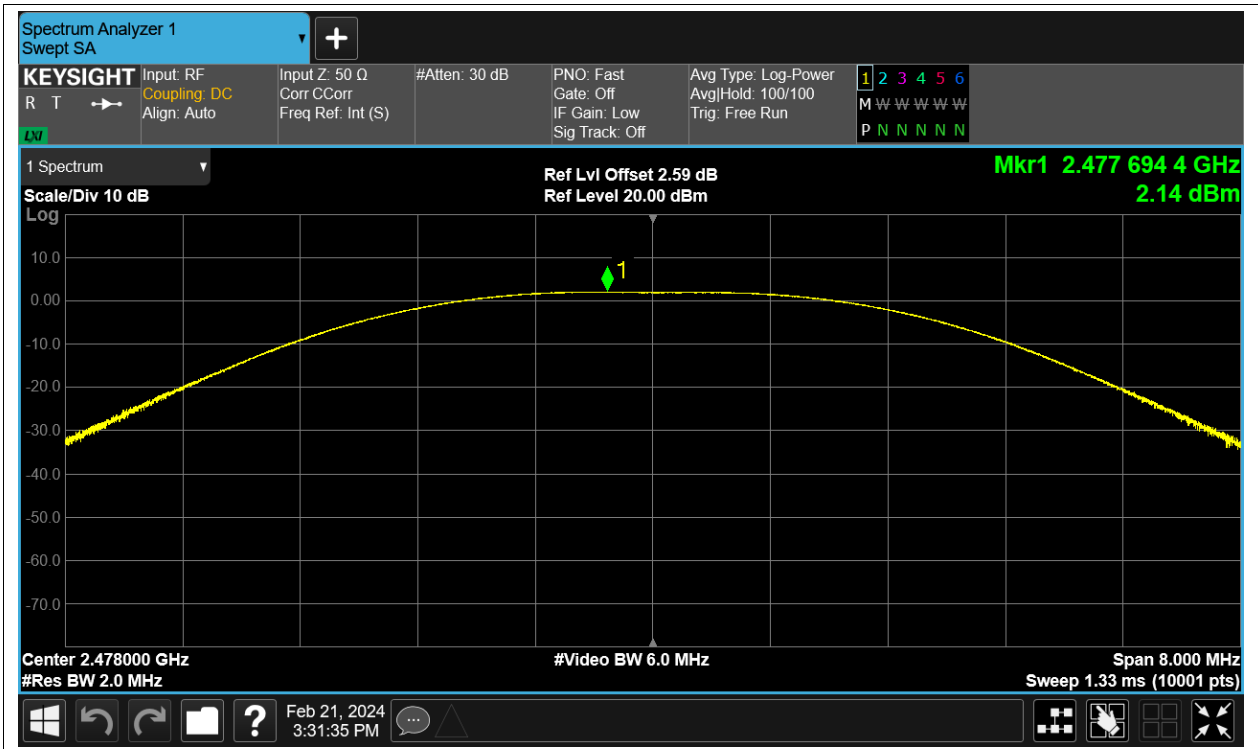 Spectrum Analyzer 1
Swept SA
KEYSIGHT
R T
LXI
Input: RF
Coupling: DC
Align: Auto
Input Z: 50 Ω
Corr CCorr
Freq Ref: Int (S)
#Atten: 30 dB
PNO: Fast
Gate: Off
IF Gain: Low
Sig Track: Off
Avg Type: Log-Power
Avg|Hold: 100/100
Trig: Free Run
1 2 3 4 5 6
M W W W W W
P N N N N N
1 Spectrum
Scale/Div 10 dB
Log
Ref Lvl Offset 2.59 dB
Ref Level 20.00 dBm
Mkr1 2.477 694 4 GHz
2.14 dBm
1
10.0
0.00
-10.0
-20.0
-30.0
-40.0
-50.0
-60.0
-70.0
Center 2.478000 GHz
#Res BW 2.0 MHz
#Video BW 6.0 MHz
Span 8.000 MHz
Sweep 1.33 ms (10001 pts)
?
Feb 21, 2024
3:31:35 PM